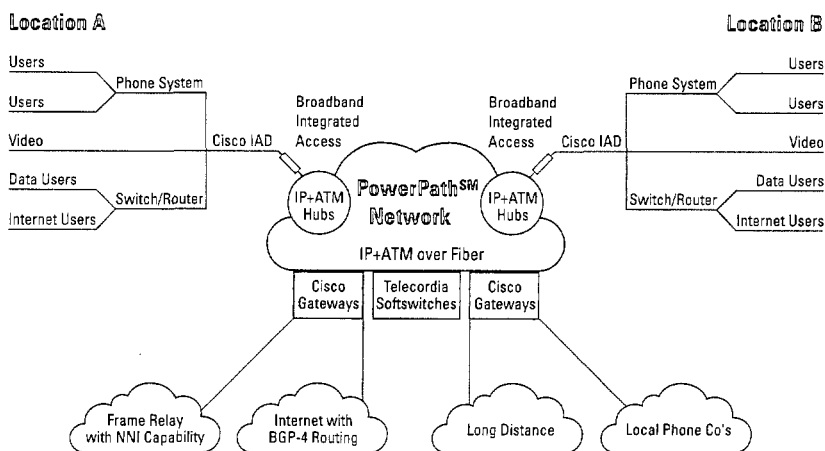 Location A
Location B
Users
Phone System
Users
Video
Data Users
Switch/Router
Internet Users
Cisco IAD
Broadband
Integrated
Access
IP+ATM
Hubs
PowerPathSM
Network
IP+ATM over Fiber
Broadband
Integrated
Access
IP+ATM
Hubs
Cisco IAD
Users
Phone System
Users
Video
Data Users
Switch/Router
Internet Users
Cisco
Gateways
Telecordia
Softswitches
Cisco
Gateways
Frame Relay
with NNI Capability
Internet with
BGP-4 Routing
Long Distance
Local Phone Co's